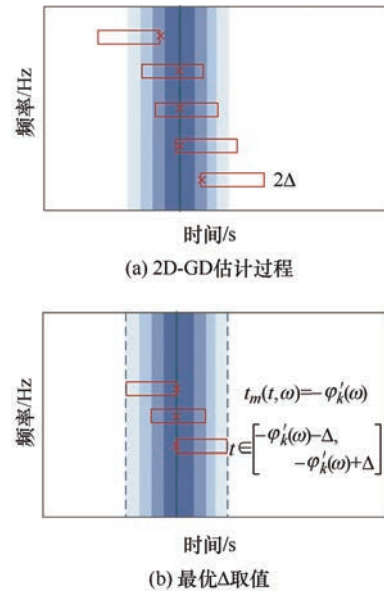 频率/Hz
2Δ
时间/s
(a) 2D-GD估计过程
频率/Hz
t_m(t,ω)=−φ′_k(ω)
t∈[−φ′_k(ω)−Δ,
−φ′_k(ω)+Δ]
时间/s
(b) 最优Δ取值